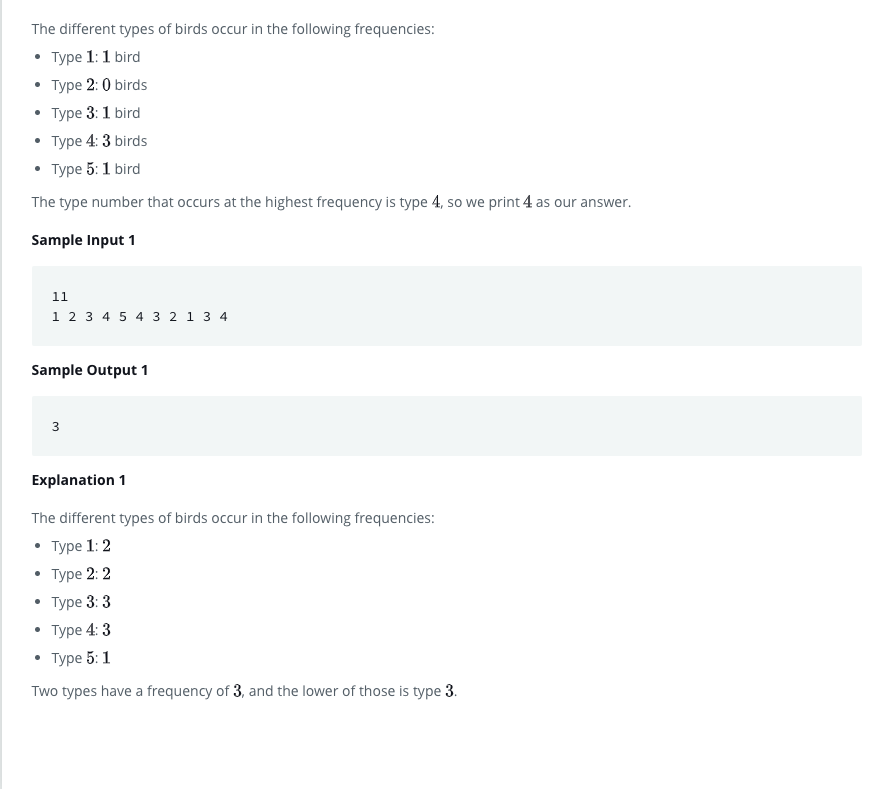 The different types of birds occur in the following frequencies:
• Type 1: 1 bird
• Type 2: 0 birds
• Type 3: 1 bird
• Type 4: 3 birds
• Type 5: 1 bird
The type number that occurs at the highest frequency is type 4, so we print 4 as our answer.
Sample Input 1
11
1 2 3 4 5 4 3 2 1 3 4
Sample Output 1
3
Explanation 1
The different types of birds occur in the following frequencies:
• Type 1: 2
• Type 2: 2
• Type 3: 3
• Type 4: 3
• Type 5: 1
Two types have a frequency of 3, and the lower of those is type 3.